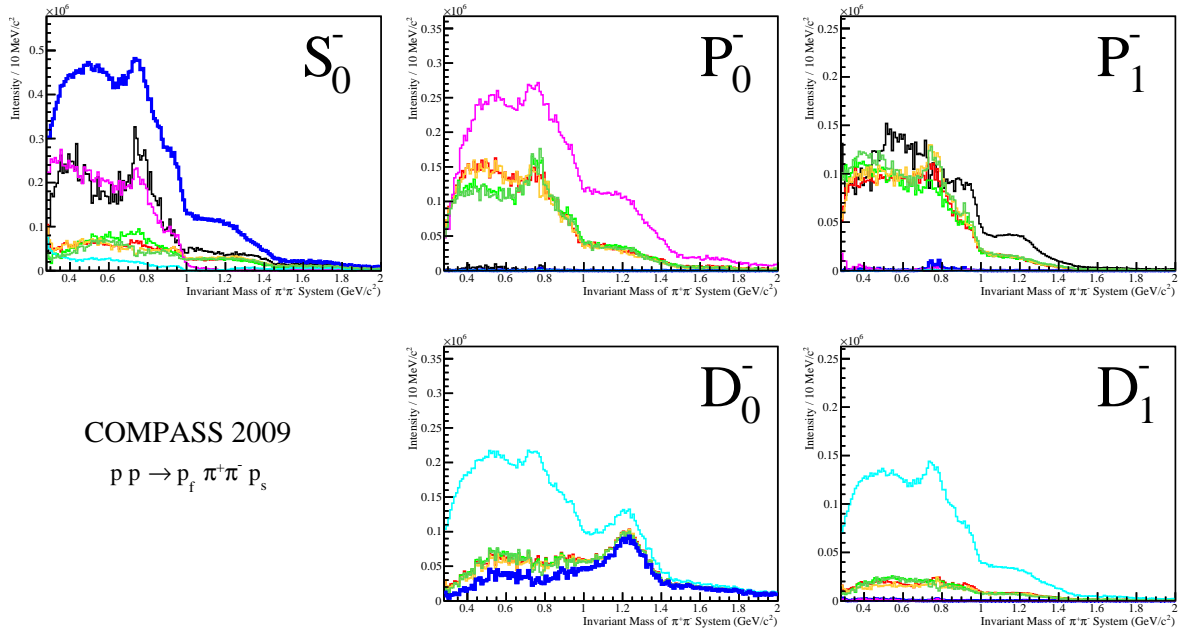 ×10⁶
Intensity / 10 MeV/c²
0.5
0.4
0.3
0.2
0.1
0
S₀⁻
0.4 0.6 0.8 1 1.2 1.4 1.6 1.8 2
Invariant Mass of π⁺π⁻ System (GeV/c²)
×10⁶
Intensity / 10 MeV/c²
0.35
0.3
0.25
0.2
0.15
0.1
0.05
0
P₀⁻
0.4 0.6 0.8 1 1.2 1.4 1.6 1.8 2
Invariant Mass of π⁺π⁻ System (GeV/c²)
×10⁶
Intensity / 10 MeV/c²
0.25
0.2
0.15
0.1
0.05
0
P₁⁻
0.4 0.6 0.8 1 1.2 1.4 1.6 1.8 2
Invariant Mass of π⁺π⁻ System (GeV/c²)
COMPASS 2009
p p → p_f π⁺π⁻ p_s
×10⁶
Intensity / 10 MeV/c²
0.35
0.3
0.25
0.2
0.15
0.1
0.05
0
D₀⁻
0.4 0.6 0.8 1 1.2 1.4 1.6 1.8 2
Invariant Mass of π⁺π⁻ System (GeV/c²)
×10⁶
Intensity / 10 MeV/c²
0.25
0.2
0.15
0.1
0.05
0
D₁⁻
0.4 0.6 0.8 1 1.2 1.4 1.6 1.8 2
Invariant Mass of π⁺π⁻ System (GeV/c²)